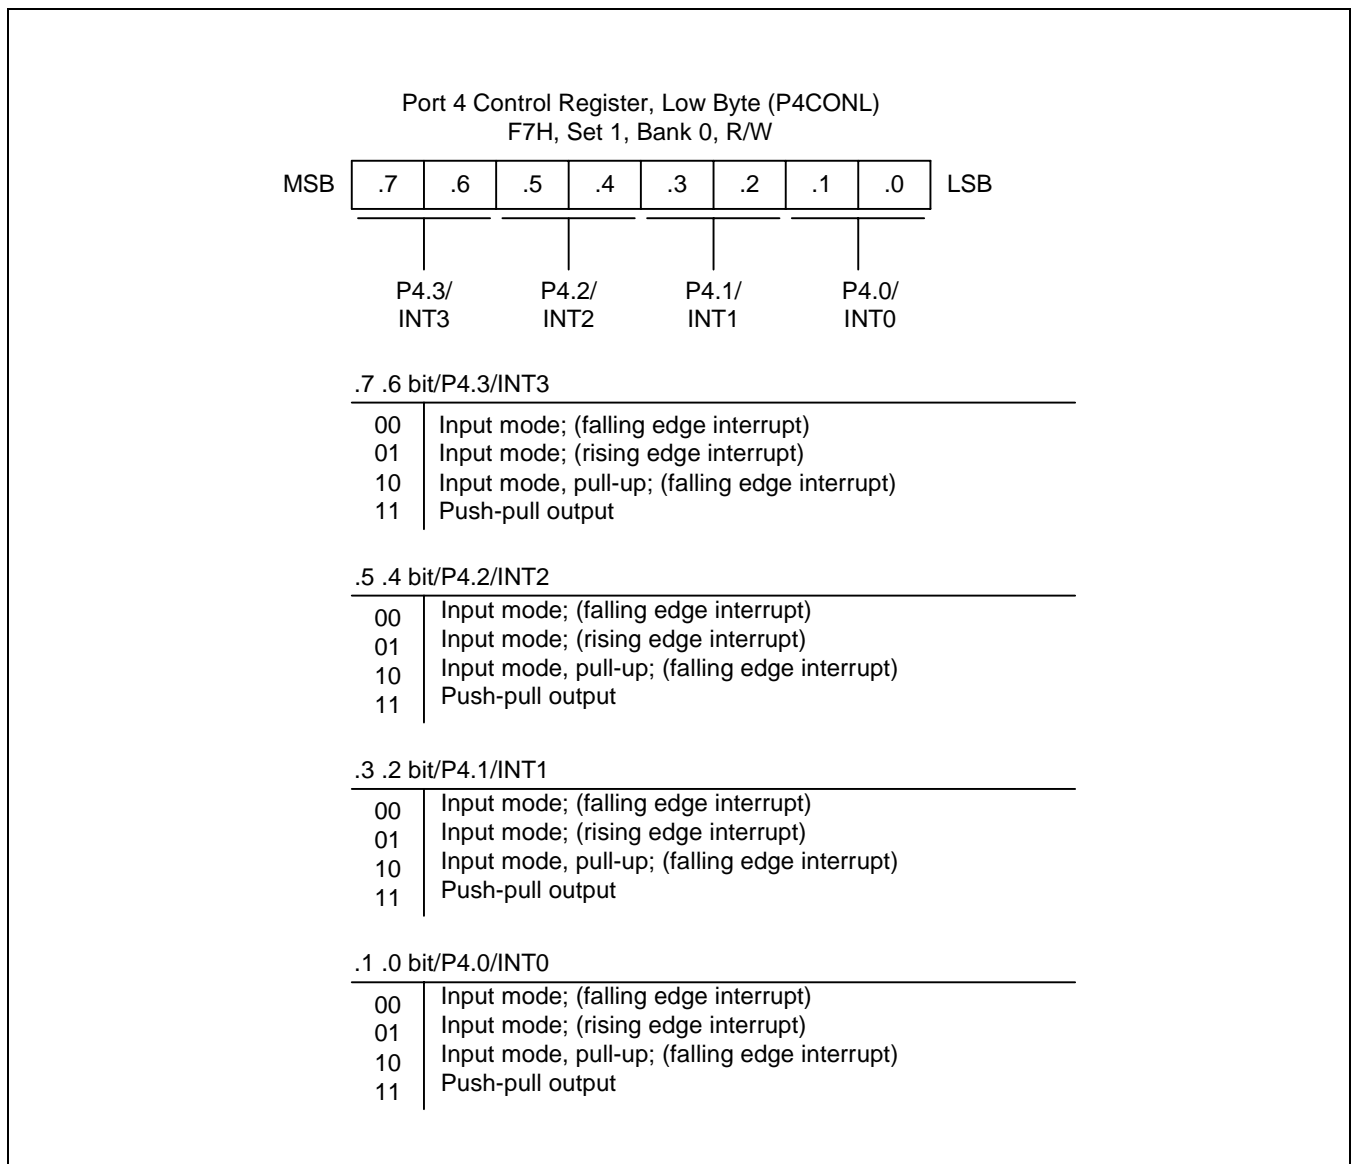 Port 4 Control Register, Low Byte (P4CONL)
F7H, Set 1, Bank 0, R/W
MSB .7 .6 .5 .4 .3 .2 .1 .0 LSB
P4.3/ P4.2/ P4.1/ P4.0/
INT3 INT2 INT1 INT0
.7 .6 bit/P4.3/INT3
00 Input mode; (falling edge interrupt)
01 Input mode; (rising edge interrupt)
10 Input mode, pull-up; (falling edge interrupt)
11 Push-pull output
.5 .4 bit/P4.2/INT2
00 Input mode; (falling edge interrupt)
01 Input mode; (rising edge interrupt)
10 Input mode, pull-up; (falling edge interrupt)
11 Push-pull output
.3 .2 bit/P4.1/INT1
00 Input mode; (falling edge interrupt)
01 Input mode; (rising edge interrupt)
10 Input mode, pull-up; (falling edge interrupt)
11 Push-pull output
.1 .0 bit/P4.0/INT0
00 Input mode; (falling edge interrupt)
01 Input mode; (rising edge interrupt)
10 Input mode, pull-up; (falling edge interrupt)
11 Push-pull output